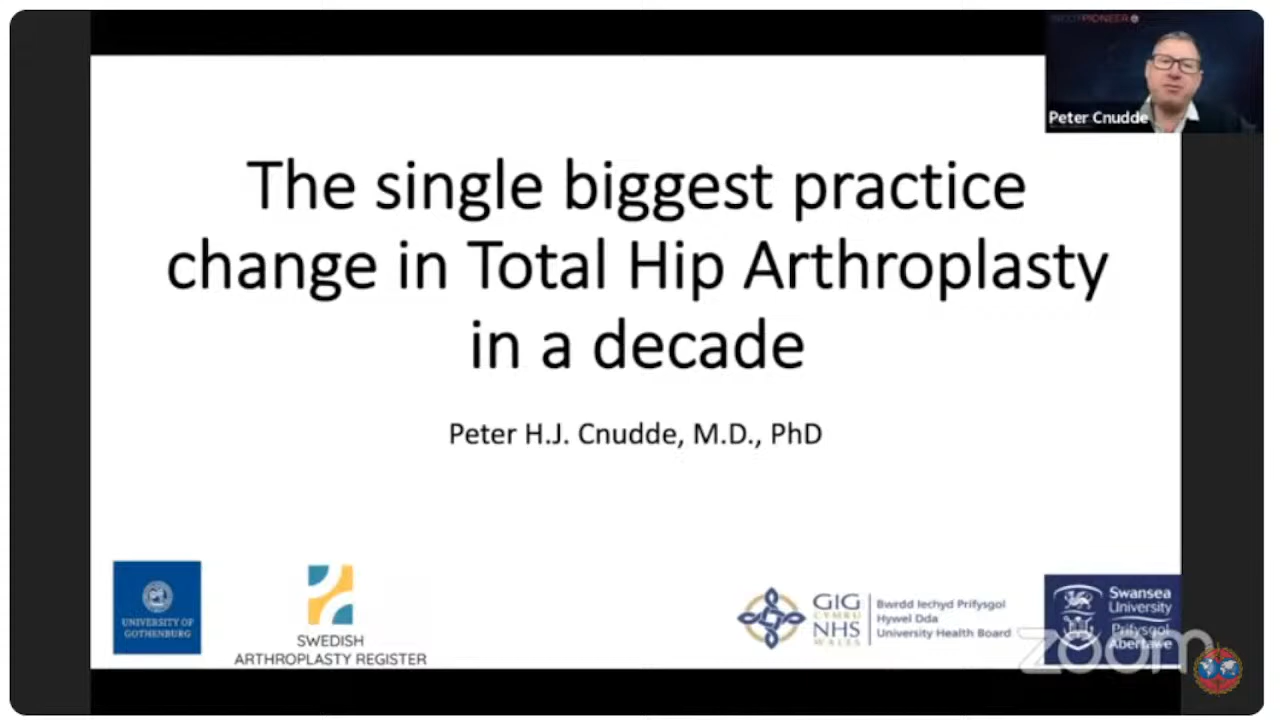 PIONEER
Peter Cnudde
The single biggest practice
change in Total Hip Arthroplasty
in a decade
Peter H.J. Cnudde, M.D., PhD
UNIVERSITY OF
GOTHENBURG
SWEDISH
ARTHROPLASTY REGISTER
GIG
CYMRU
NHS
WALES
Bwrdd Iechyd Prifysgol
Hywel Dda
University Health Board
Swansea
University
Prifysgol
Abertawe
zoom